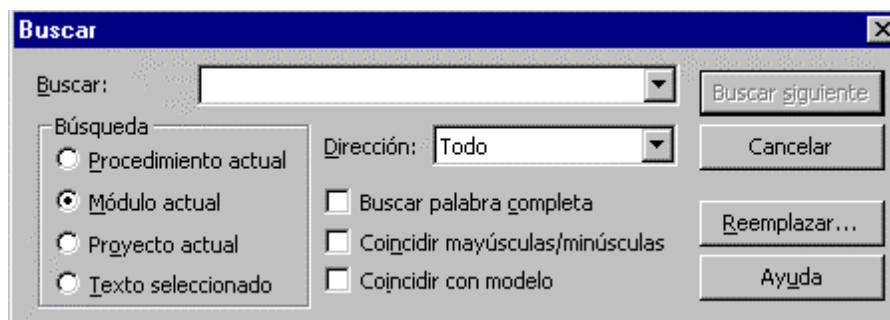 Buscar
Buscar:
Buscar siguiente
Búsqueda
Procedimiento actual
Dirección: Todo
Cancelar
Módulo actual
Buscar palabra completa
Proyecto actual
Coincidir mayúsculas/minúsculas
Reemplazar...
Texto seleccionado
Coincidir con modelo
Ayuda